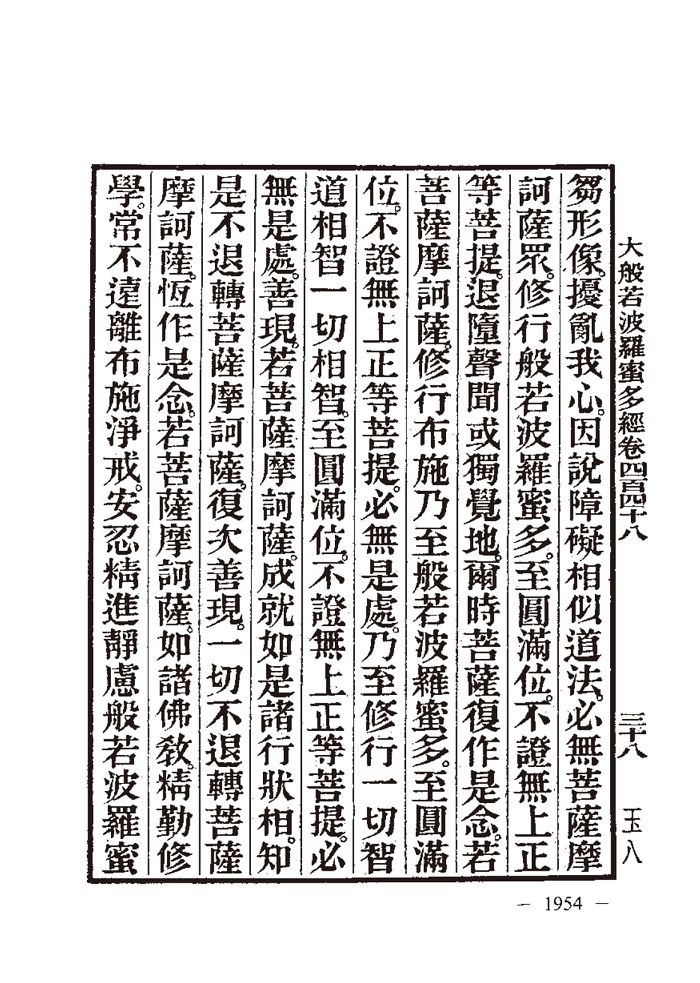 大般若波羅蜜多經卷四百四十八
三十八
玉八
芻形像。擾亂我心。因說障礙相似道法。必無菩薩摩
訶薩眾。修行般若波羅蜜多。至圓滿位。不證無上正
等菩提。退墮聲聞或獨覺地。爾時菩薩復作是念。若
菩薩摩訶薩。修行布施乃至般若波羅蜜多。至圓滿
位。不證無上正等菩提。必無是處。乃至修行一切智
道相智一切相智。至圓滿位。不證無上正等菩提。必
無是處。善現。若菩薩摩訶薩。成就如是諸行狀相。知
是不退轉菩薩摩訶薩。復次善現。一切不退轉菩薩
摩訶薩。恆作是念。若菩薩摩訶薩。如諸佛教。精勤修
學。常不遠離布施淨戒。安忍精進靜慮般若波羅蜜
— 1954 —